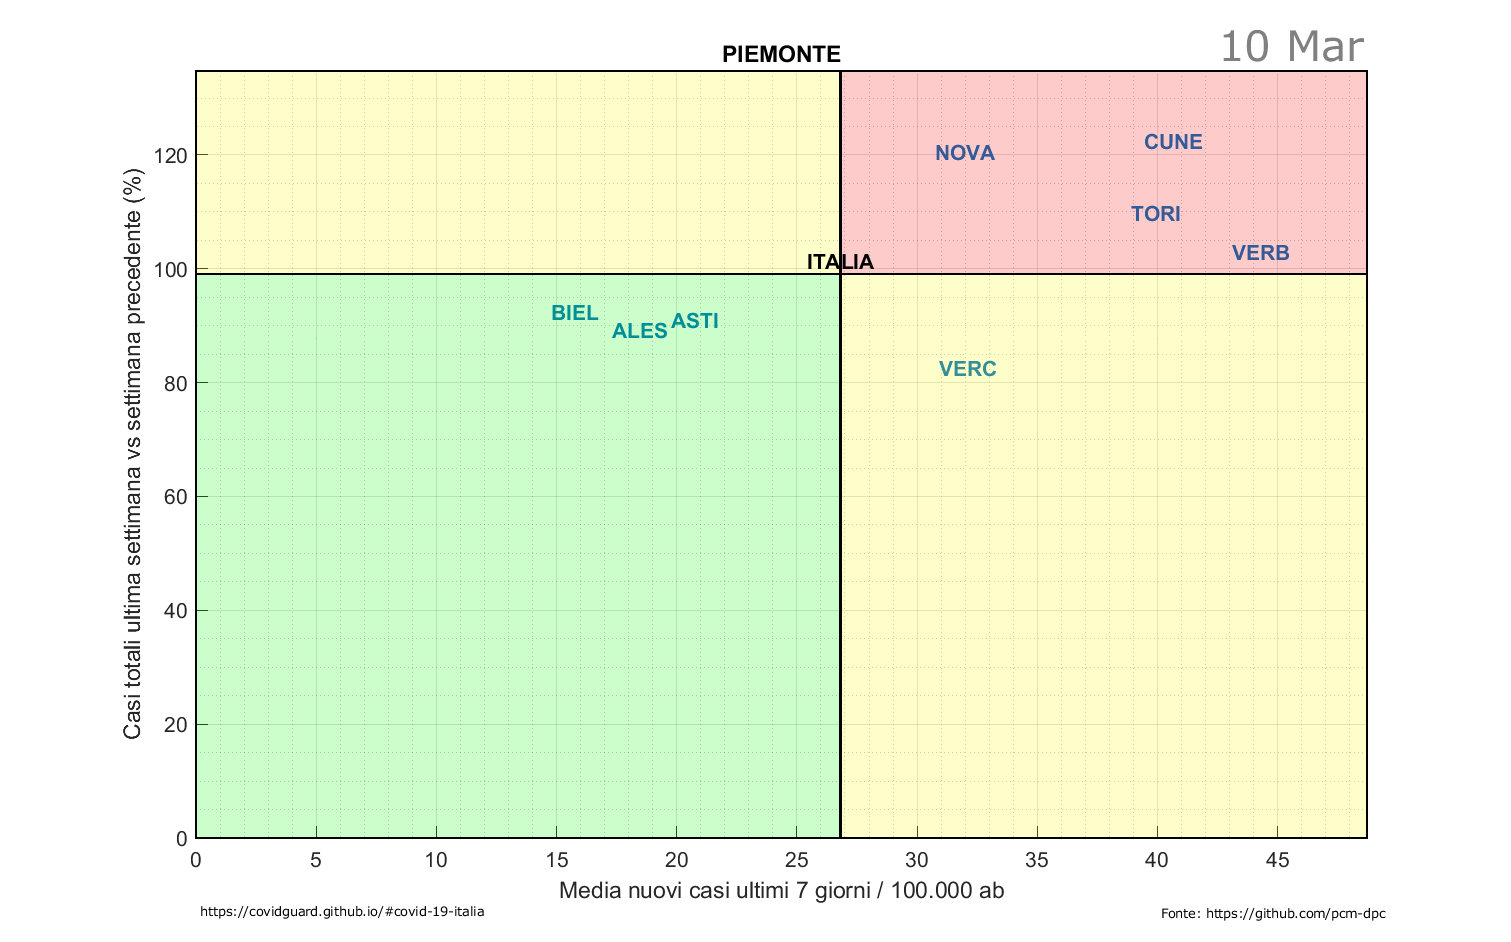 10 Mar
PIEMONTE
Casi totali ultima settimana vs settimana precedente (%)
120
100
80
60
40
20
0
CUNE
NOVA
TORI
VERB
ITALIA
BIEL
ASTI
ALES
VERC
0 5 10 15 20 25 30 35 40 45
Media nuovi casi ultimi 7 giorni / 100.000 ab
https://covidguard.github.io/#covid-19-italia
Fonte: https://github.com/pcm-dpc